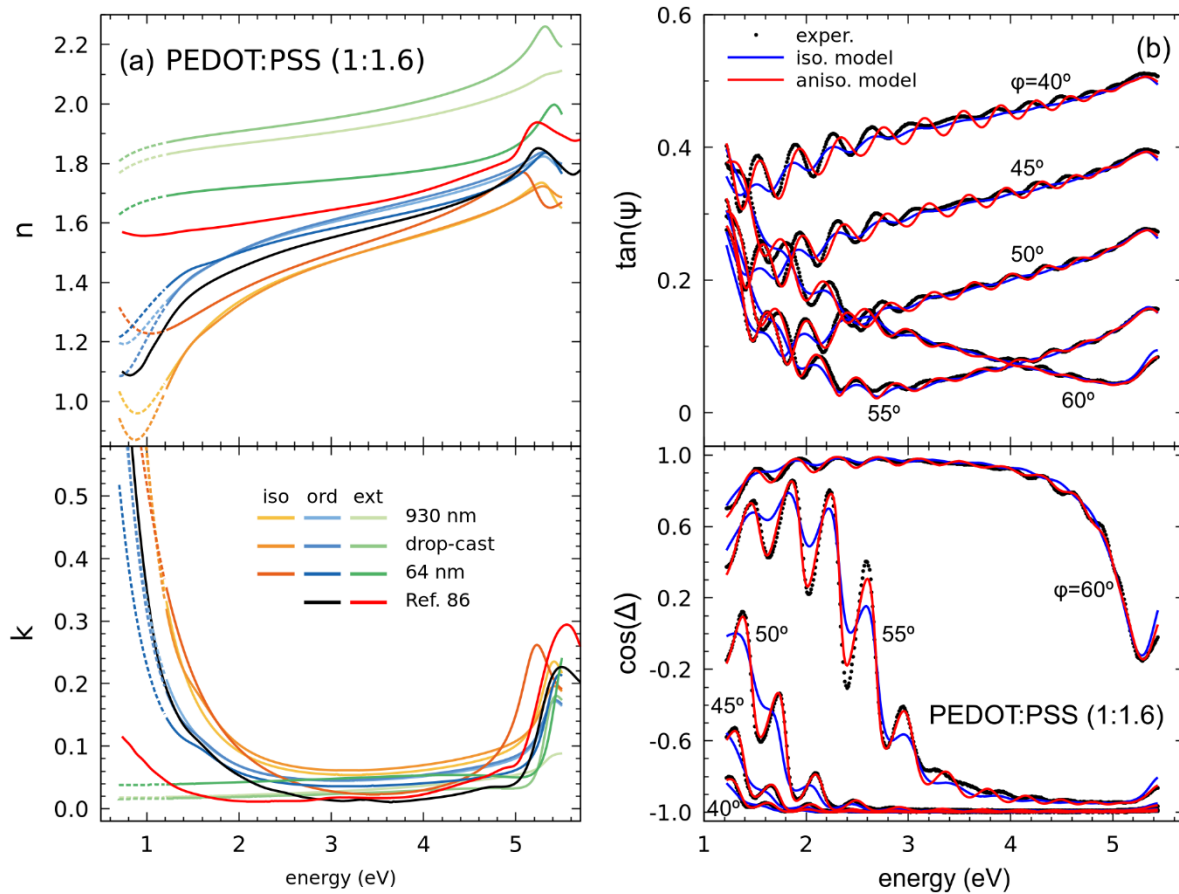 (a) PEDOT:PSS (1:1.6)
n
2.2
2.0
1.8
1.6
1.4
1.2
1.0
k
0.5
0.4
0.3
0.2
0.1
0.0
iso ord ext
930 nm
drop-cast
64 nm
Ref. 86
1 2 3 4 5
energy (eV)
(b)
exper.
iso. model
aniso. model
tan(ψ)
0.6
0.4
0.2
0
φ=40º
45º
50º
55º
60º
cos(Δ)
1.0
0.6
0.2
-0.2
-0.6
-1.0
φ=60º
50º
55º
45º
PEDOT:PSS (1:1.6)
40º
1 2 3 4 5
energy (eV)